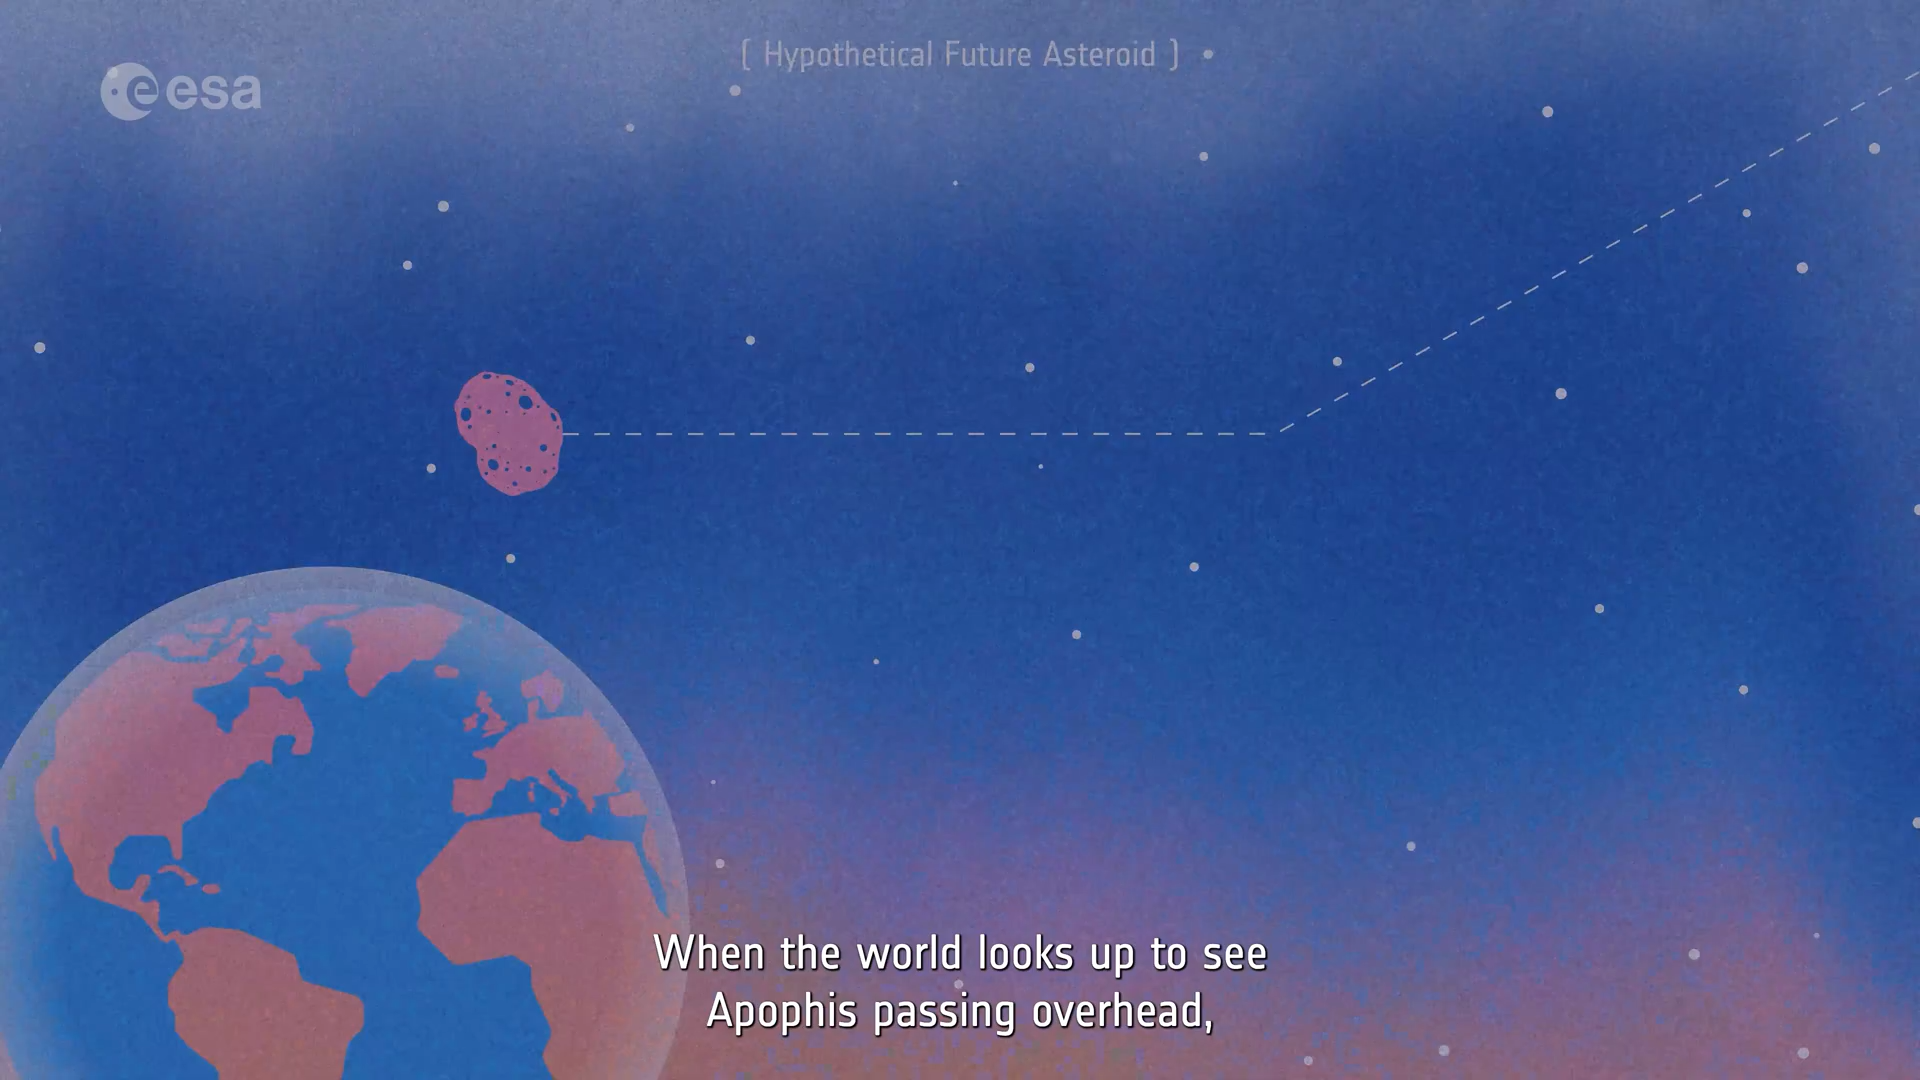 [ Hypothetical Future Asteroid ]
esa
When the world looks up to see
Apophis passing overhead,